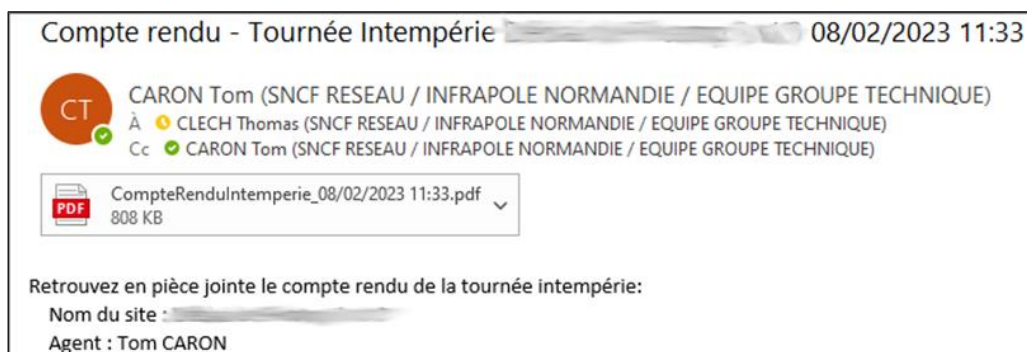 Compte rendu - Tournée Intempérie 08/02/2023 11:33
CT
CARON Tom (SNCF RESEAU / INFRAPOLE NORMANDIE / EQUIPE GROUPE TECHNIQUE)
À CLECH Thomas (SNCF RESEAU / INFRAPOLE NORMANDIE / EQUIPE GROUPE TECHNIQUE)
Cc CARON Tom (SNCF RESEAU / INFRAPOLE NORMANDIE / EQUIPE GROUPE TECHNIQUE)
PDF
CompteRenduIntemperie_08/02/2023 11:33.pdf
808 KB
Retrouvez en pièce jointe le compte rendu de la tournée intempérie:
Nom du site :
Agent : Tom CARON